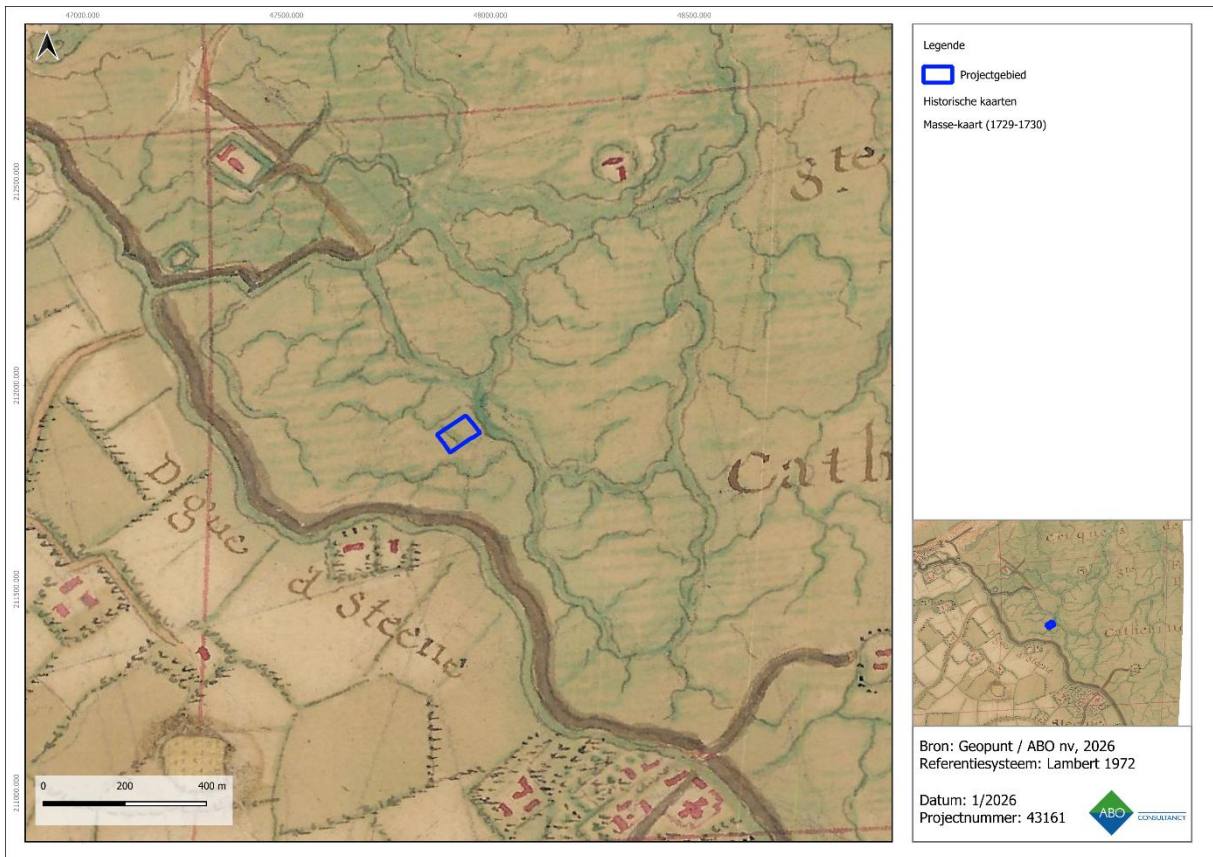 47000.000 47500.000 48000.000 48500.000
212500.000
212000.000
211500.000
211000.000
gte
Cath
Dgue
d Steene
0 200 400 m
Legende
Projectgebied
Historische kaarten
Masse-kaart (1729-1730)
Bron: Geopunt / ABO nv, 2026
Referentiesysteem: Lambert 1972
Datum: 1/2026
Projectnummer: 43161
ABO
CONSULTANCY